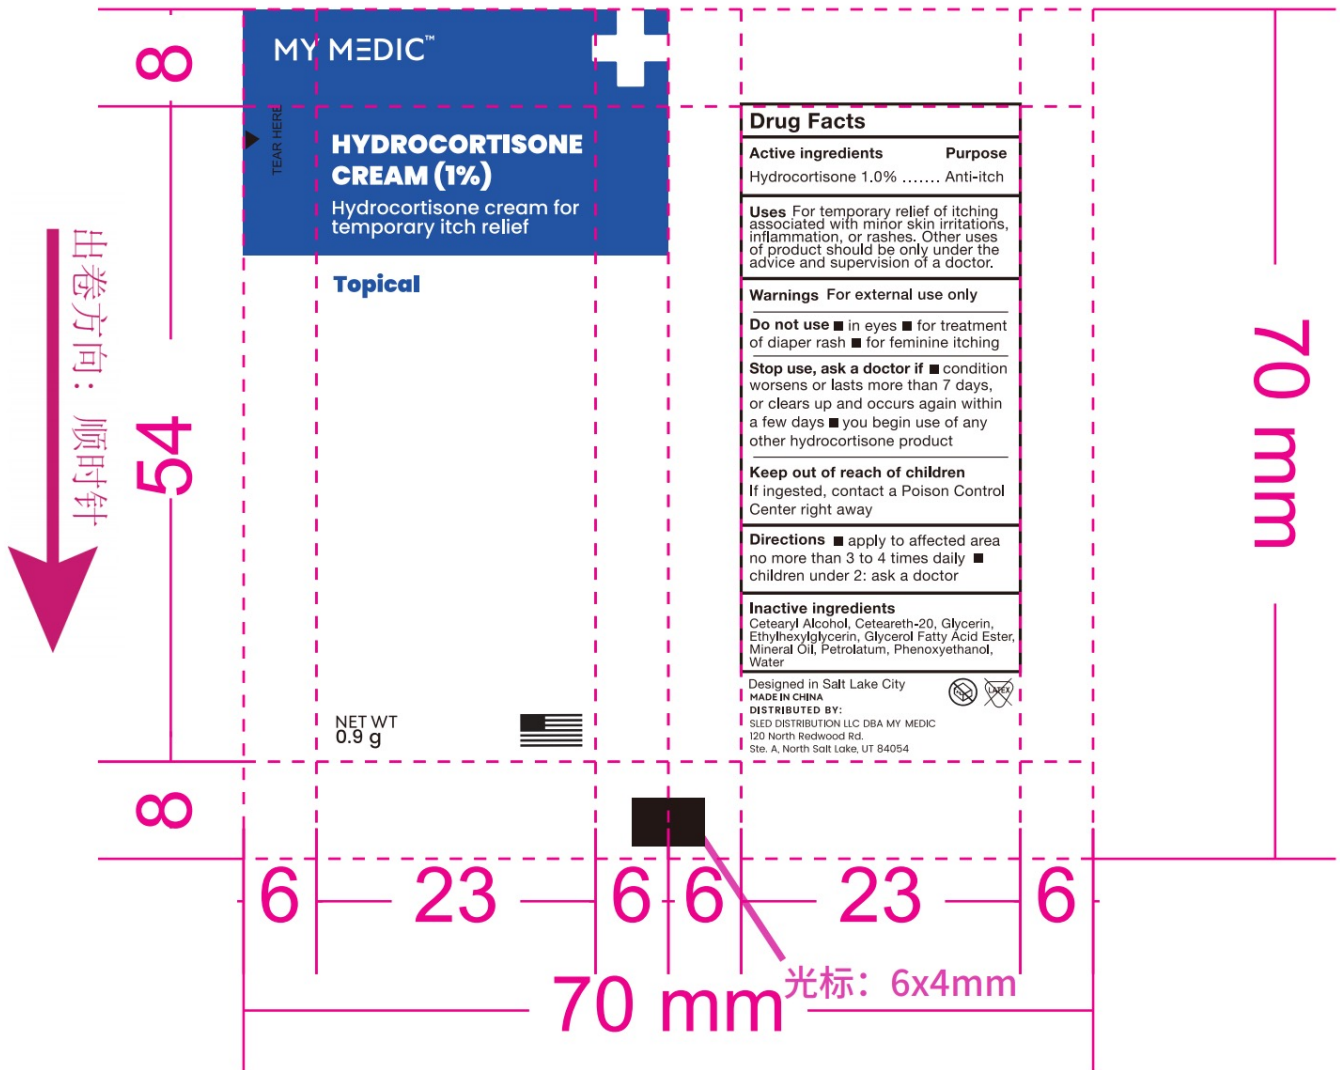 8
54
8
出卷方向：顺时针
MY MEDIC™
TEAR HERE
HYDROCORTISONE
CREAM (1%)
Hydrocortisone cream for
temporary itch relief
Topical
NET WT
0.9 g
Drug Facts
Active ingredients Purpose
Hydrocortisone 1.0% ....... Anti-itch
Uses For temporary relief of itching
associated with minor skin irritations,
inflammation, or rashes. Other uses
of product should be only under the
advice and supervision of a doctor.
Warnings For external use only
Do not use ■ in eyes ■ for treatment
of diaper rash ■ for feminine itching
Stop use, ask a doctor if ■ condition
worsens or lasts more than 7 days,
or clears up and occurs again within
a few days ■ you begin use of any
other hydrocortisone product
Keep out of reach of children
If ingested, contact a Poison Control
Center right away
Directions ■ apply to affected area
no more than 3 to 4 times daily ■
children under 2: ask a doctor
Inactive ingredients
Cetearyl Alcohol, Ceteareth-20, Glycerin,
Ethylhexylglycerin, Glycerol Fatty Acid Ester,
Mineral Oil, Petrolatum, Phenoxyethanol,
Water
Designed in Salt Lake City
MADE IN CHINA
DISTRIBUTED BY:
SLED DISTRIBUTION LLC DBA MY MEDIC
120 North Redwood Rd.
Ste. A, North Salt Lake, UT 84054
LATEX
70 mm
6 23 6 6 23 6
光标：6x4mm
70 mm